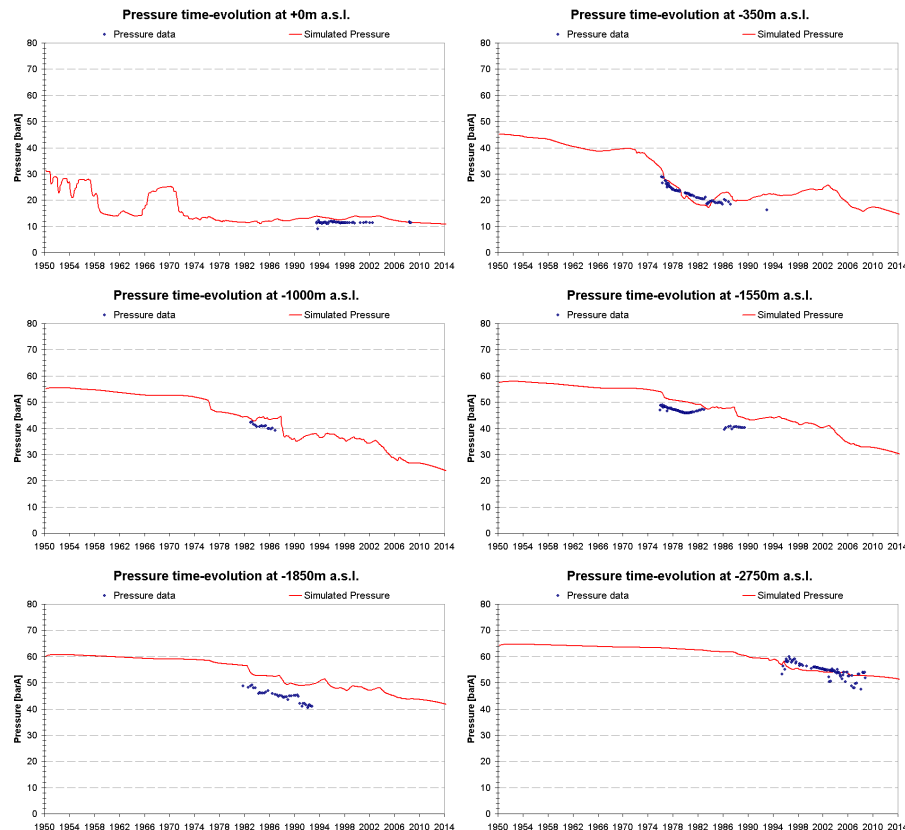 Pressure time-evolution at +0m a.s.l.
Pressure data
Simulated Pressure
Pressure [barA]
80
70
60
50
40
30
20
10
0
1950 1954 1958 1962 1966 1970 1974 1978 1982 1986 1990 1994 1998 2002 2006 2010 2014
Pressure time-evolution at -350m a.s.l.
Pressure data
Simulated Pressure
Pressure [barA]
80
70
60
50
40
30
20
10
0
1950 1954 1958 1962 1966 1970 1974 1978 1982 1986 1990 1994 1998 2002 2006 2010 2014
Pressure time-evolution at -1000m a.s.l.
Pressure data
Simulated Pressure
Pressure [barA]
80
70
60
50
40
30
20
10
0
1950 1954 1958 1962 1966 1970 1974 1978 1982 1986 1990 1994 1998 2002 2006 2010 2014
Pressure time-evolution at -1550m a.s.l.
Pressure data
Simulated Pressure
Pressure [barA]
80
70
60
50
40
30
20
10
0
1950 1954 1958 1962 1966 1970 1974 1978 1982 1986 1990 1994 1998 2002 2006 2010 2014
Pressure time-evolution at -1850m a.s.l.
Pressure data
Simulated Pressure
Pressure [barA]
80
70
60
50
40
30
20
10
0
1950 1954 1958 1962 1966 1970 1974 1978 1982 1986 1990 1994 1998 2002 2006 2010 2014
Pressure time-evolution at -2750m a.s.l.
Pressure data
Simulated Pressure
Pressure [barA]
80
70
60
50
40
30
20
10
0
1950 1954 1958 1962 1966 1970 1974 1978 1982 1986 1990 1994 1998 2002 2006 2010 2014